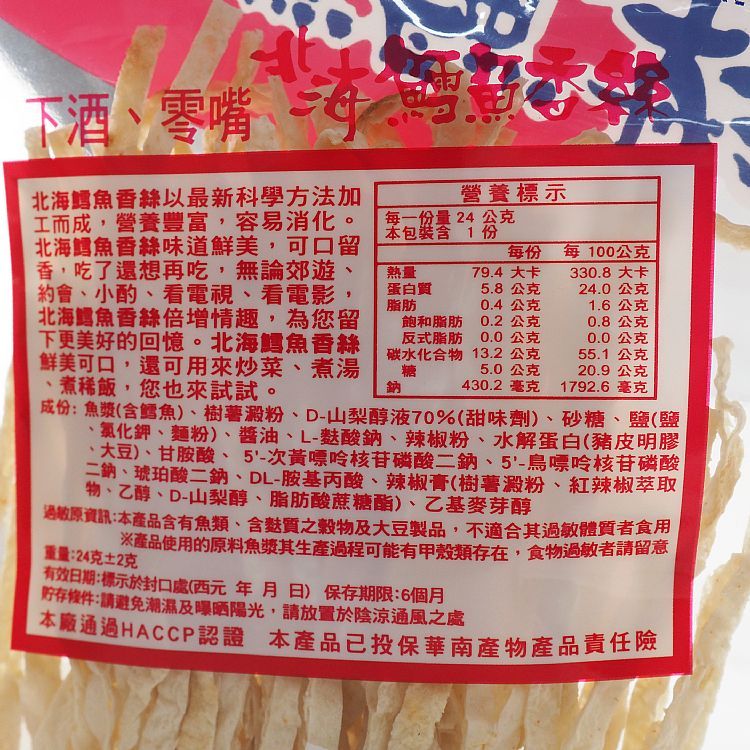 下酒、零嘴 北海鱈魚香絲
北海鱈魚香絲以最新科學方法加
工而成，營養豐富，容易消化。
北海鱈魚香絲味道鮮美，可口留
香，吃了還想再吃，無論郊遊、
約會、小酌、看電視、看電影，
北海鱈魚香絲倍增情趣，為您留
下更美好的回憶。北海鱈魚香絲
鮮美可口，還可用來炒菜、煮湯
、煮稀飯，您也來試試。
營養標示
每一份量 24 公克
本包裝含 1 份
每份 每 100公克
熱量 79.4 大卡 330.8 大卡
蛋白質 5.8 公克 24.0 公克
脂肪 0.4 公克 1.6 公克
飽和脂肪 0.2 公克 0.8 公克
反式脂肪 0.0 公克 0.0 公克
碳水化合物 13.2 公克 55.1 公克
糖 5.0 公克 20.9 公克
鈉 430.2 毫克 1792.6 毫克
成份: 魚漿(含鱈魚)、樹薯澱粉、D-山梨醇液70%(甜味劑)、砂糖、鹽(鹽
、氯化鉀、麵粉)、醬油、L-麩酸鈉、辣椒粉、水解蛋白(豬皮明膠
、大豆)、甘胺酸、5'-次黃嘌呤核苷磷酸二鈉、5'-鳥嘌呤核苷磷酸
二鈉、琥珀酸二鈉、DL-胺基丙酸、辣椒膏(樹薯澱粉、紅辣椒萃取
物、乙醇、D-山梨醇、脂肪酸蔗糖酯)、乙基麥芽醇
過敏原資訊:本產品含有魚類、含麩質之穀物及大豆製品，不適合其過敏體質者食用
※產品使用的原料魚漿其生產過程可能有甲殼類存在，食物過敏者請留意
重量:24克±2克
有效日期:標示於封口處(西元 年 月 日) 保存期限:6個月
貯存條件:請避免潮濕及曝晒陽光，請放置於陰涼通風之處
本廠通過HACCP認證 本產品已投保華南產物產品責任險